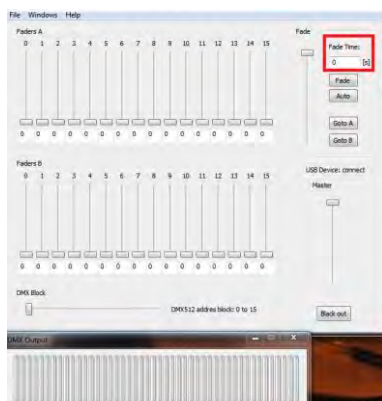 File Windows Help
Faders A
0 1 2 3 4 5 6 7 8 9 10 11 12 13 14 15
0 0 0 0 0 0 0 0 0 0 0 0 0 0 0 0
Fade
Fade Time:
0 [s]
Fade
Auto
Goto A
Goto B
Faders B
0 1 2 3 4 5 6 7 8 9 10 11 12 13 14 15
0 0 0 0 0 0 0 0 0 0 0 0 0 0 0 0
USB Device: connect
Master
DMX Block
DMX512 addres block: 0 to 15
Black out
DMX Output